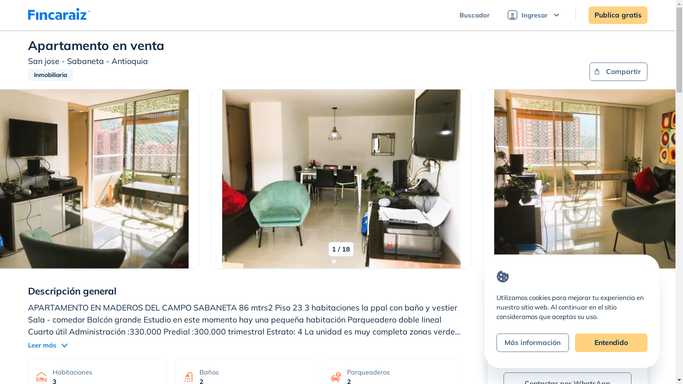 Fincaraiz
Buscador
Ingresar
Publica gratis
Apartamento en venta
San jose - Sabaneta - Antioquia
Inmobiliaria
Compartir
1 / 18
Descripción general
APARTAMENTO EN MADEROS DEL CAMPO SABANETA 86 mtrs2 Piso 23 3 habitaciones la ppal con baño y vestier
Sala - comedor Balcón grande Estudio en este momento hay una pequeña habitación Parqueadero doble lineal
Cuarto útil Administración :330.000 Predial :300.000 trimestral Estrato: 4 La unidad es muy completa zonas verde...
Leer más
Habitaciones
3
Baños
2
Parqueaderos
2
Utilizamos cookies para mejorar tu experiencia en
nuestro sitio web. Al continuar en el sitio
consideramos que aceptas su uso.
Más información
Entendido
Contactar por WhatsApp